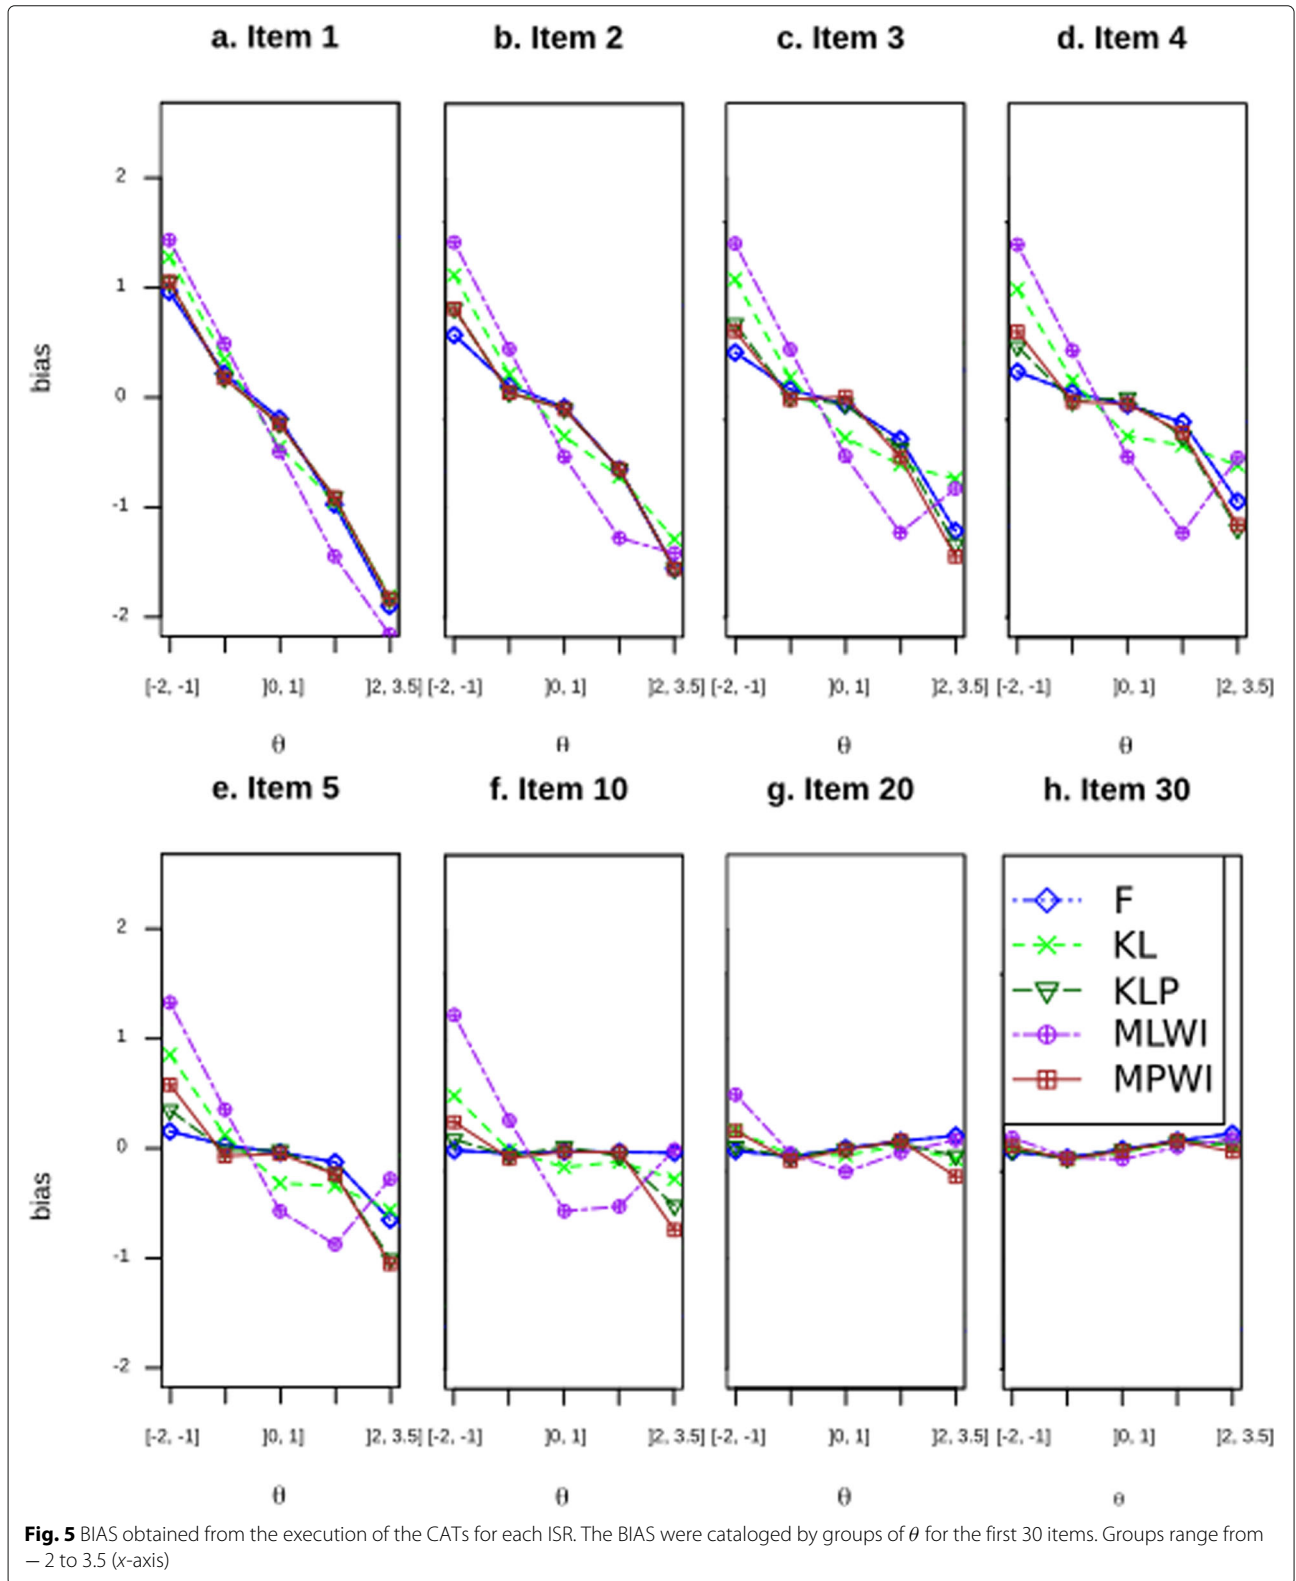 a. Item 1 b. Item 2 c. Item 3 d. Item 4
bias
2
1
0
-1
-2
[-2, -1] ]0, 1] ]2, 3.5] [-2, -1] ]0, 1] ]2, 3.5] [-2, -1] ]0, 1] ]2, 3.5] [-2, -1] ]0, 1] ]2, 3.5]
θ θ θ θ
e. Item 5 f. Item 10 g. Item 20 h. Item 30
bias
2
1
0
-1
-2
F
KL
KLP
MLWI
MPWI
[-2, -1] ]0, 1] ]2, 3.5] [-2, -1] ]0, 1] ]2, 3.5] [-2, -1] ]0, 1] ]2, 3.5] [-2, -1] ]0, 1] ]2, 3.5]
θ θ θ θ
Fig. 5 BIAS obtained from the execution of the CATs for each ISR. The BIAS were cataloged by groups of θ for the first 30 items. Groups range from
− 2 to 3.5 (x-axis)